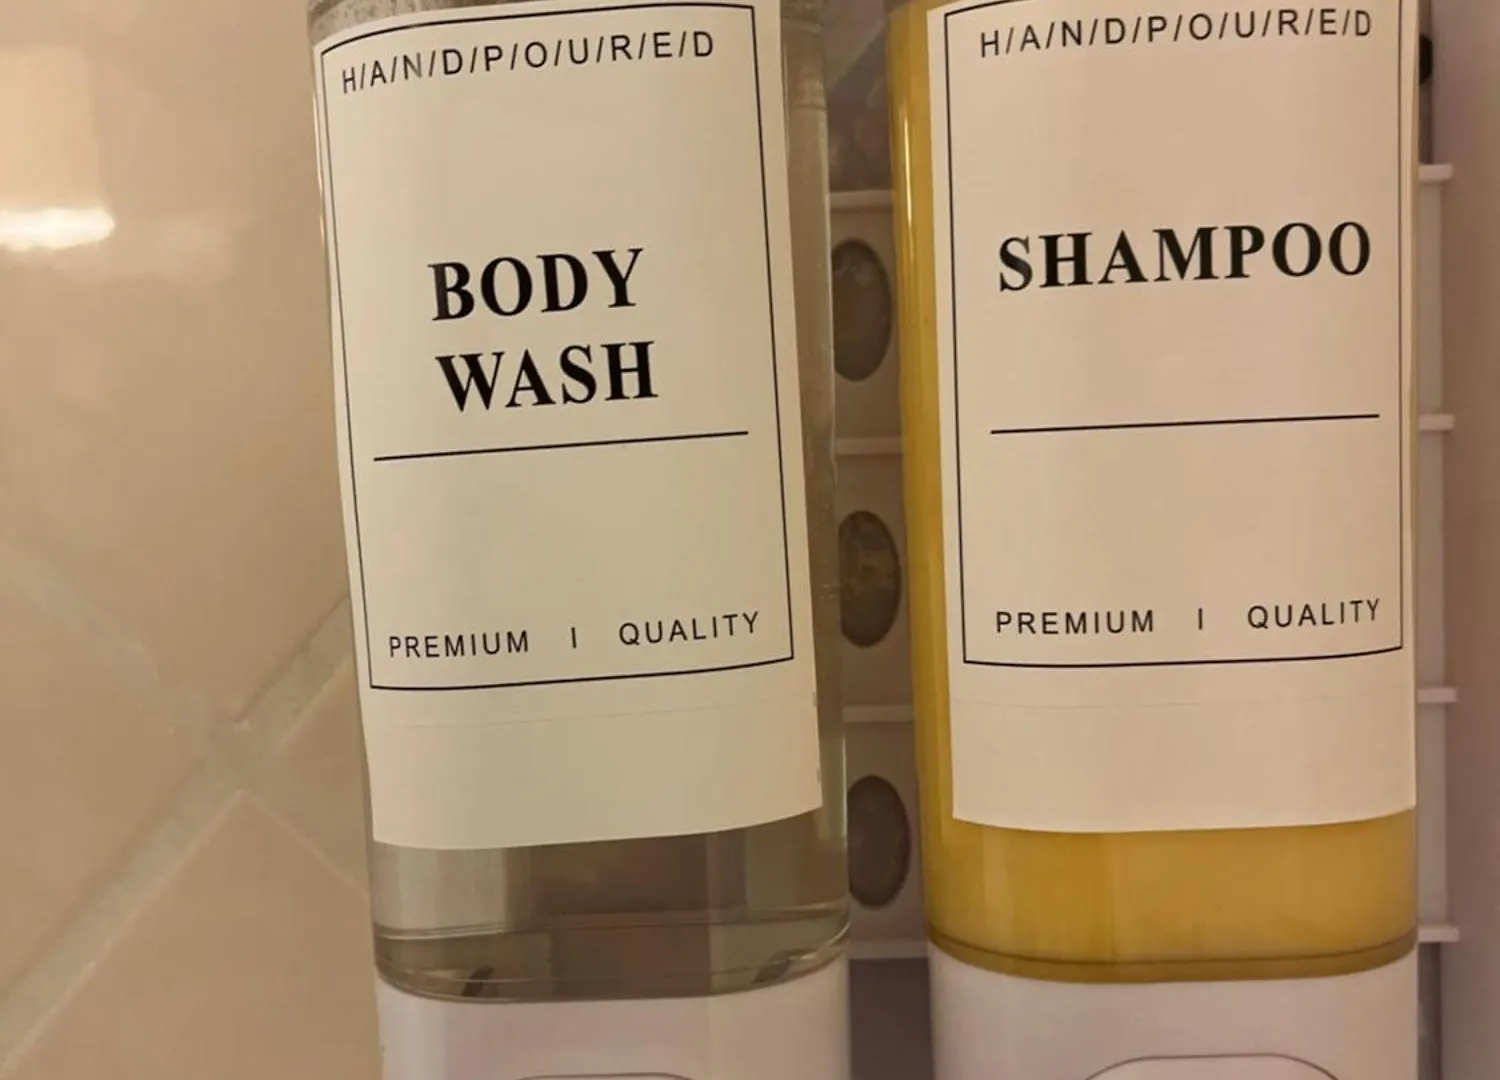 H/A/N/D/P/O/U/R/E/D
BODY
WASH
PREMIUM | QUALITY
H/A/N/D/P/O/U/R/E/D
SHAMPOO
PREMIUM | QUALITY